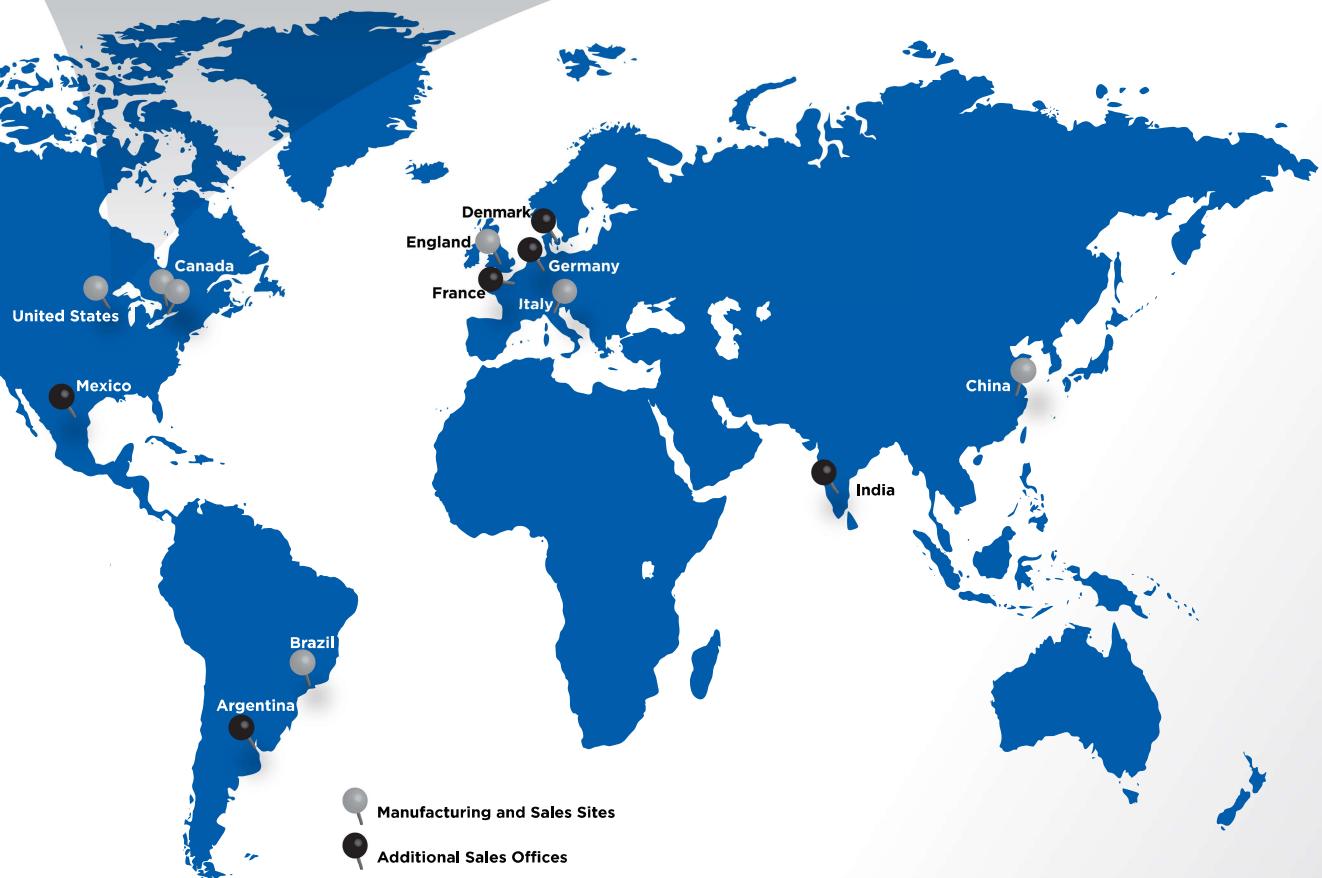 Denmark
England
Canada
Germany
France
Italy
United States
Mexico
China
India
Brazil
Argentina
Manufacturing and Sales Sites
Additional Sales Offices